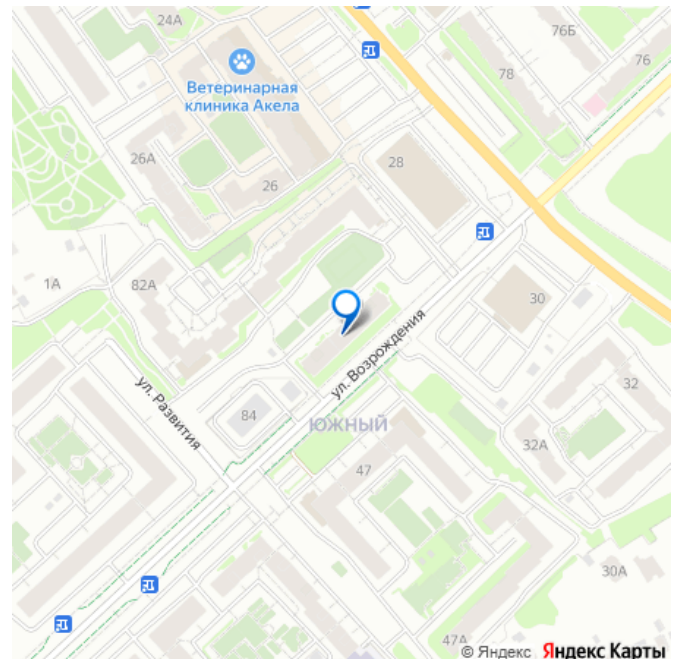 24А
76Б
76
78
Ветеринарная
клиника Акела
28
26А
26
1А
82А
30
ул. Возрождения
ул. Развития
32
84
ЮЖНЫЙ
32А
47
30А
47А
© Яндекс Яндекс Карты